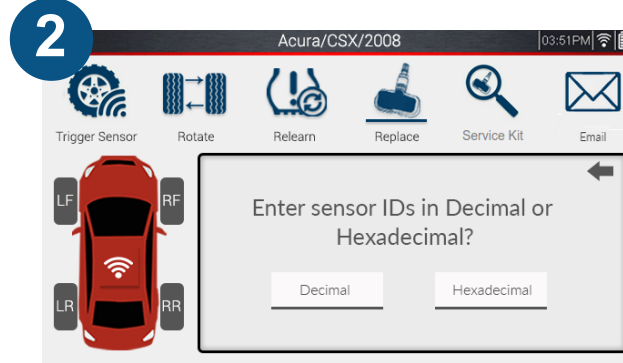 2
Acura/CSX/2008
03:51PM
Trigger Sensor
Rotate
Relearn
Replace
Service Kit
Email
LF
RF
Enter sensor IDs in Decimal or
Hexadecimal?
Decimal
Hexadecimal
LR
RR